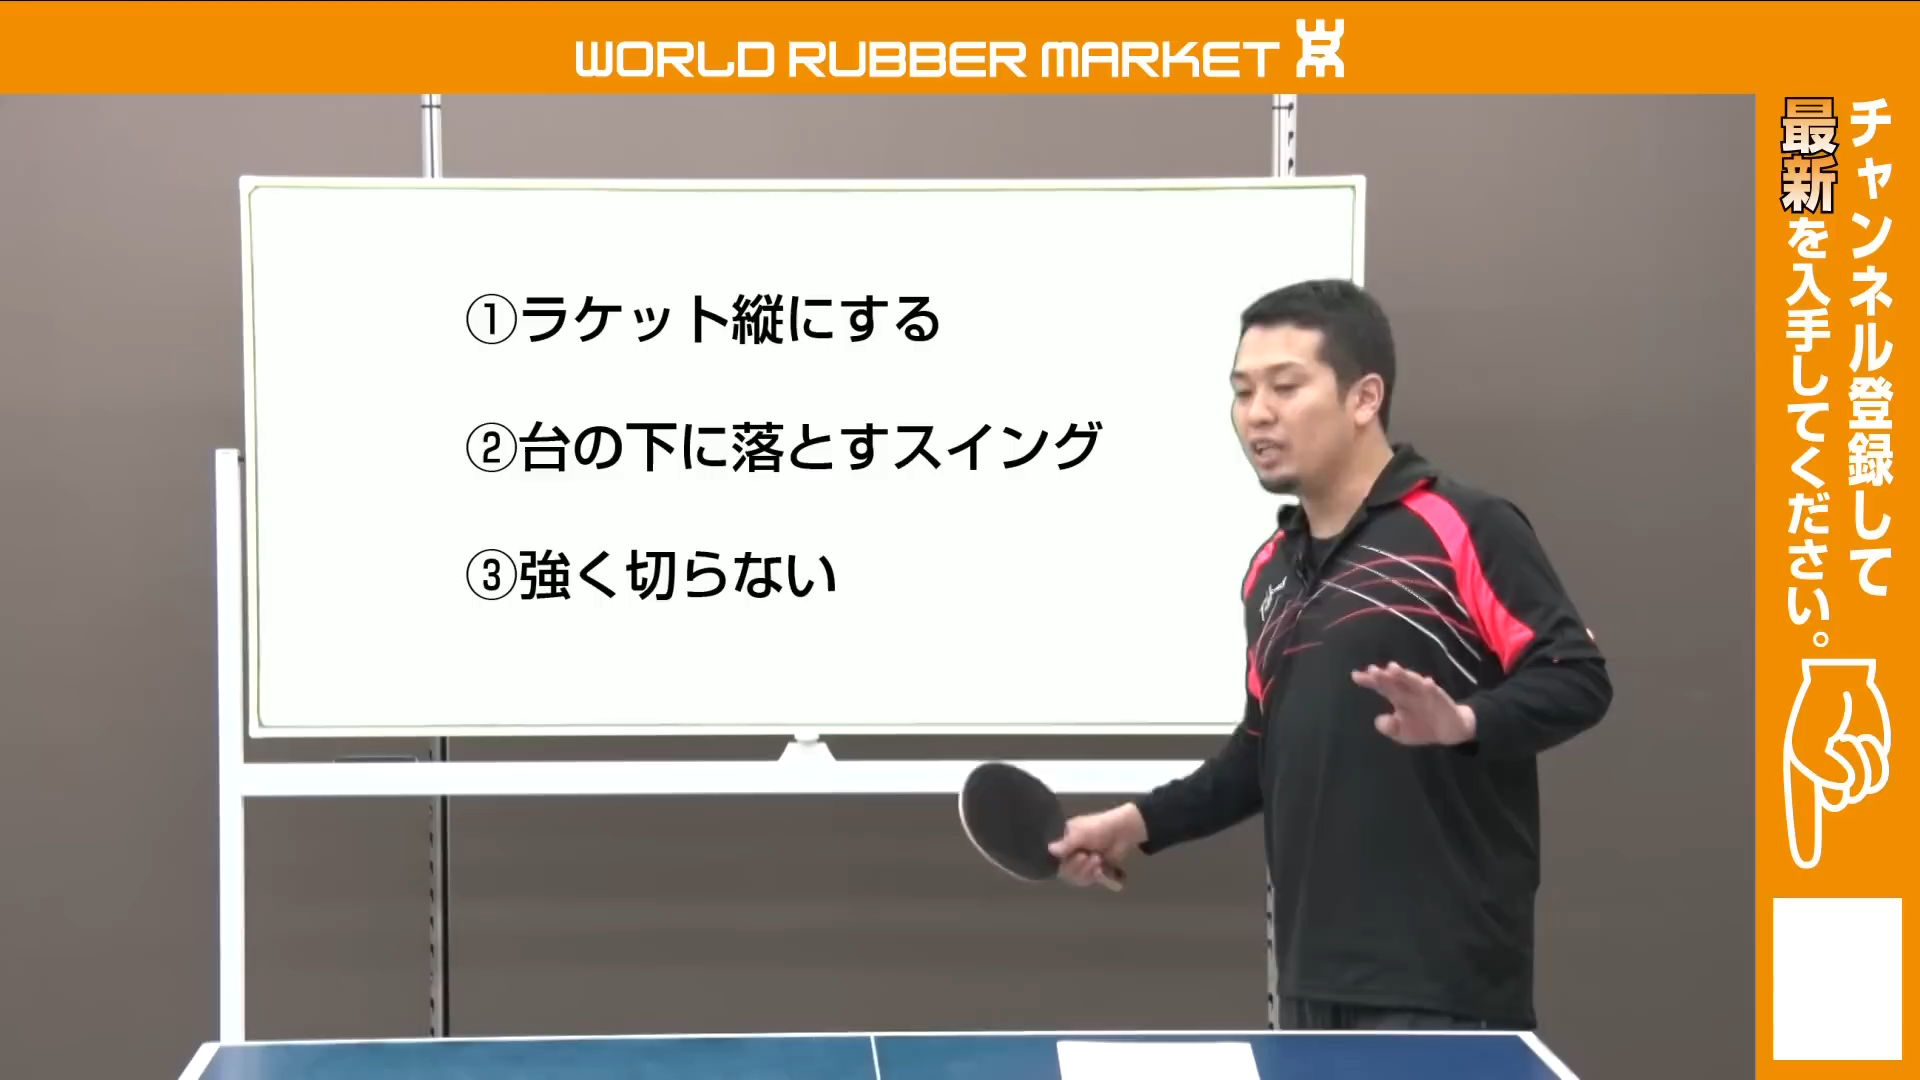 WORLD RUBBER MARKET
①ラケット縦にする
②台の下に落とすスイング
③強く切らない
チャンネル登録して
最新を入手してください。